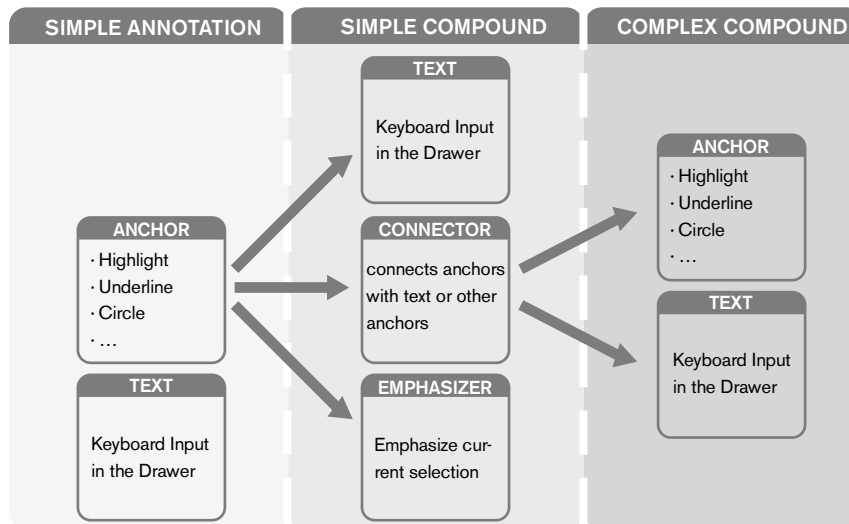 SIMPLE ANNOTATION
ANCHOR
· Highlight
· Underline
· Circle
· …
TEXT
Keyboard Input
in the Drawer
SIMPLE COMPOUND
TEXT
Keyboard Input
in the Drawer
CONNECTOR
connects anchors
with text or other
anchors
EMPHASIZER
Emphasize cur-
rent selection
COMPLEX COMPOUND
ANCHOR
· Highlight
· Underline
· Circle
· …
TEXT
Keyboard Input
in the Drawer